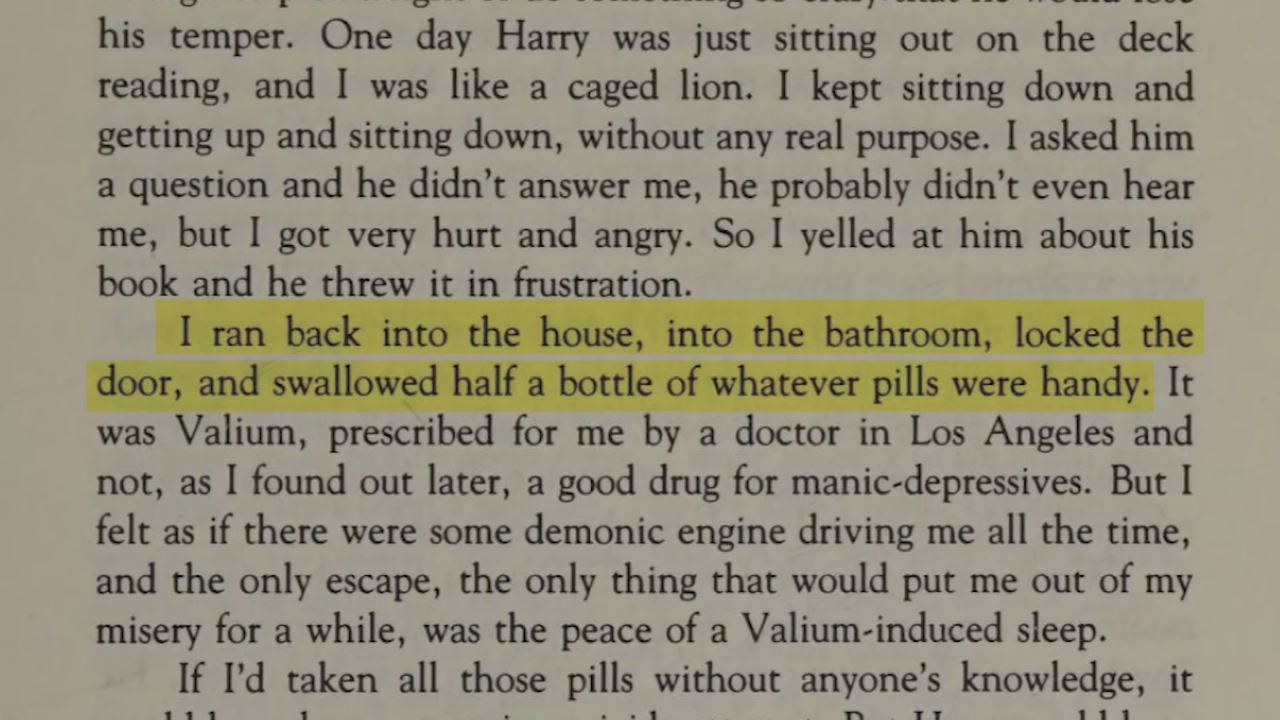 his temper. One day Harry was just sitting out on the deck
reading, and I was like a caged lion. I kept sitting down and
getting up and sitting down, without any real purpose. I asked him
a question and he didn't answer me, he probably didn't even hear
me, but I got very hurt and angry. So I yelled at him about his
book and he threw it in frustration.
I ran back into the house, into the bathroom, locked the
door, and swallowed half a bottle of whatever pills were handy. It
was Valium, prescribed for me by a doctor in Los Angeles and
not, as I found out later, a good drug for manic-depressives. But I
felt as if there were some demonic engine driving me all the time,
and the only escape, the only thing that would put me out of my
misery for a while, was the peace of a Valium-induced sleep.
If I'd taken all those pills without anyone's knowledge, it